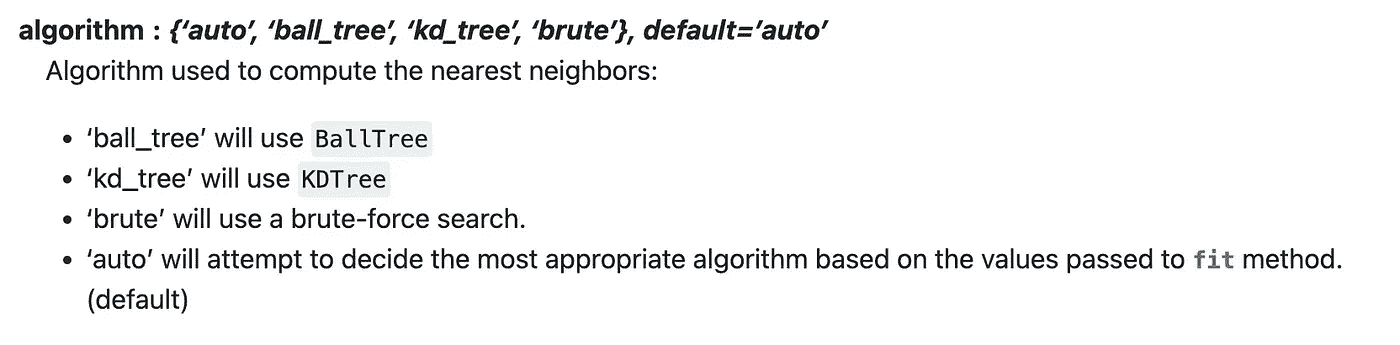 algorithm : {‘auto’, ‘ball_tree’, ‘kd_tree’, ‘brute’}, default=’auto’
Algorithm used to compute the nearest neighbors:
• ‘ball_tree’ will use BallTree
• ‘kd_tree’ will use KDTree
• ‘brute’ will use a brute-force search.
• ‘auto’ will attempt to decide the most appropriate algorithm based on the values passed to fit method.
(default)